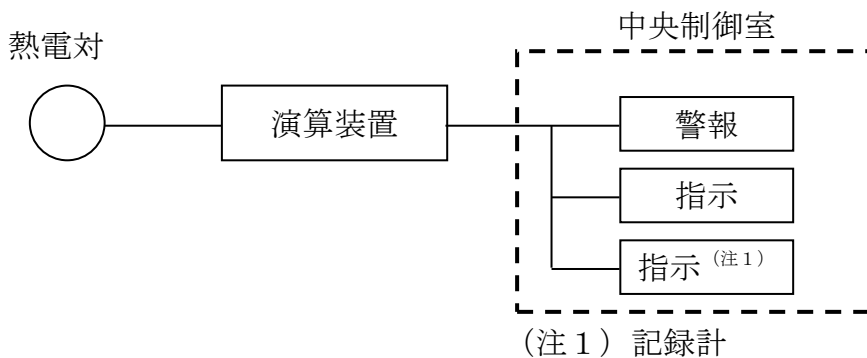 中央制御室
熱電対
演算装置
警報
指示
指示（注１）
（注１）記録計